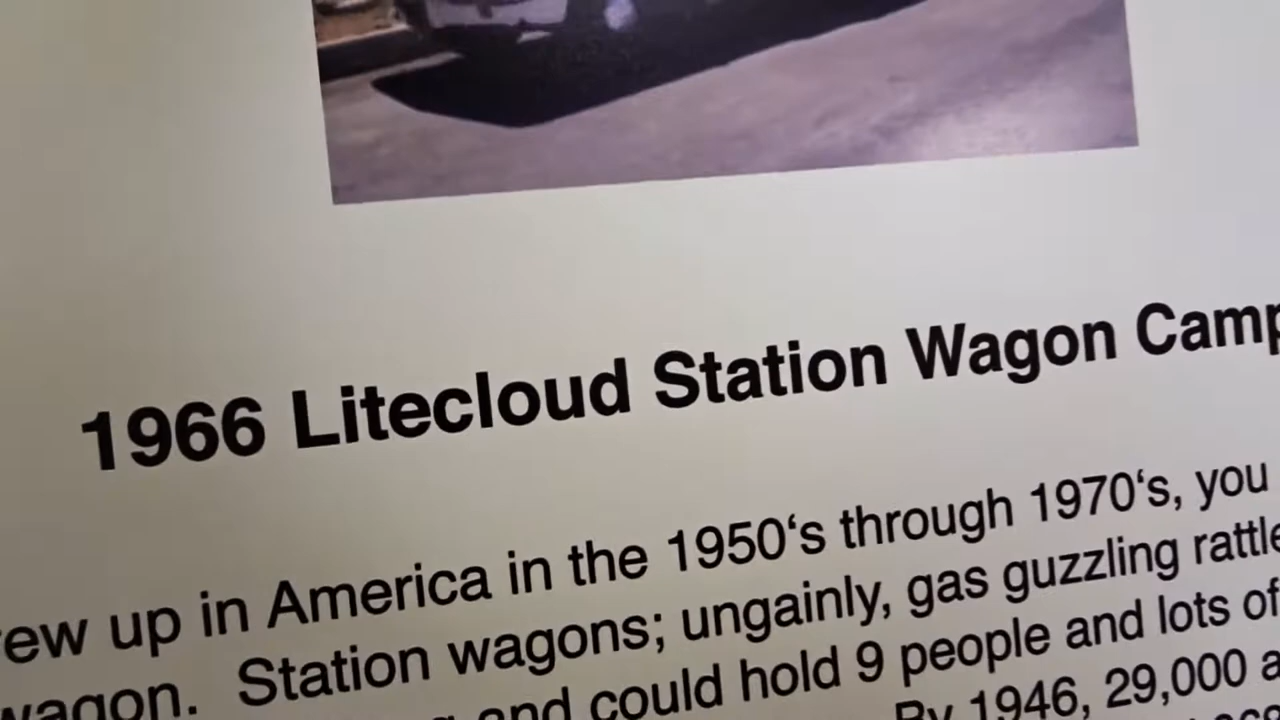 1966 Litecloud Station Wagon Camp
ew up in America in the 1950‘s through 1970‘s, you
wagon. Station wagons; ungainly, gas guzzling rattle
and could hold 9 people and lots of
By 1946, 29,000 a